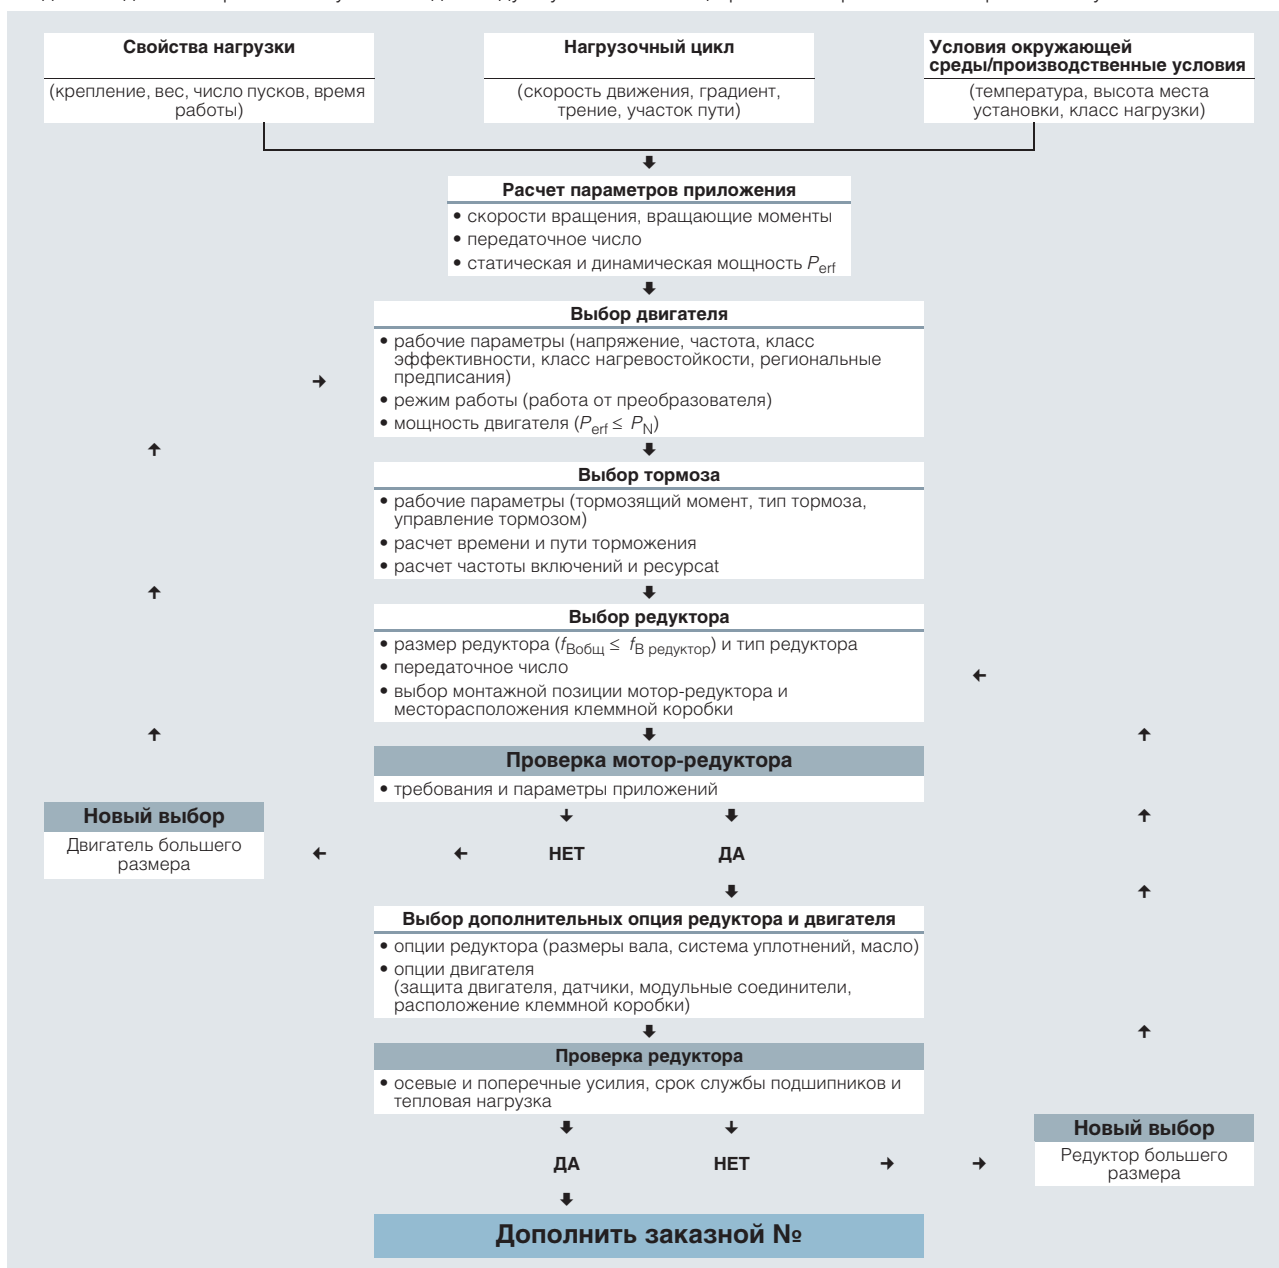 Свойства нагрузки
(крепление, вес, число пусков, время
работы)
Нагрузочный цикл
(скорость движения, градиент,
трение, участок пути)
Условия окружающей
среды/производственные условия
(температура, высота места
установки, класс нагрузки)
Расчет параметров приложения
• скорости вращения, вращающие моменты
• передаточное число
• статическая и динамическая мощность Perf
Выбор двигателя
• рабочие параметры (напряжение, частота, класс
эффективности, класс нагревостойкости, региональные
предписания)
• режим работы (работа от преобразователя)
• мощность двигателя (Perf ≤ PN)
Выбор тормоза
• рабочие параметры (тормозящий момент, тип тормоза,
управление тормозом)
• расчет времени и пути торможения
• расчет частоты включений и ресурсat
Выбор редуктора
• размер редуктора (fВобщ ≤ fВ редуктор) и тип редуктора
• передаточное число
• выбор монтажной позиции мотор-редуктора и
месторасположения клеммной коробки
Проверка мотор-редуктора
• требования и параметры приложений
Новый выбор
Двигатель большего
размера
НЕТ
ДА
Выбор дополнительных опция редуктора и двигателя
• опции редуктора (размеры вала, система уплотнений, масло)
• опции двигателя
(защита двигателя, датчики, модульные соединители,
расположение клеммной коробки)
Проверка редуктора
• осевые и поперечные усилия, срок службы подшипников и
тепловая нагрузка
ДА
НЕТ
Новый выбор
Редуктор большего
размера
Дополнить заказной №